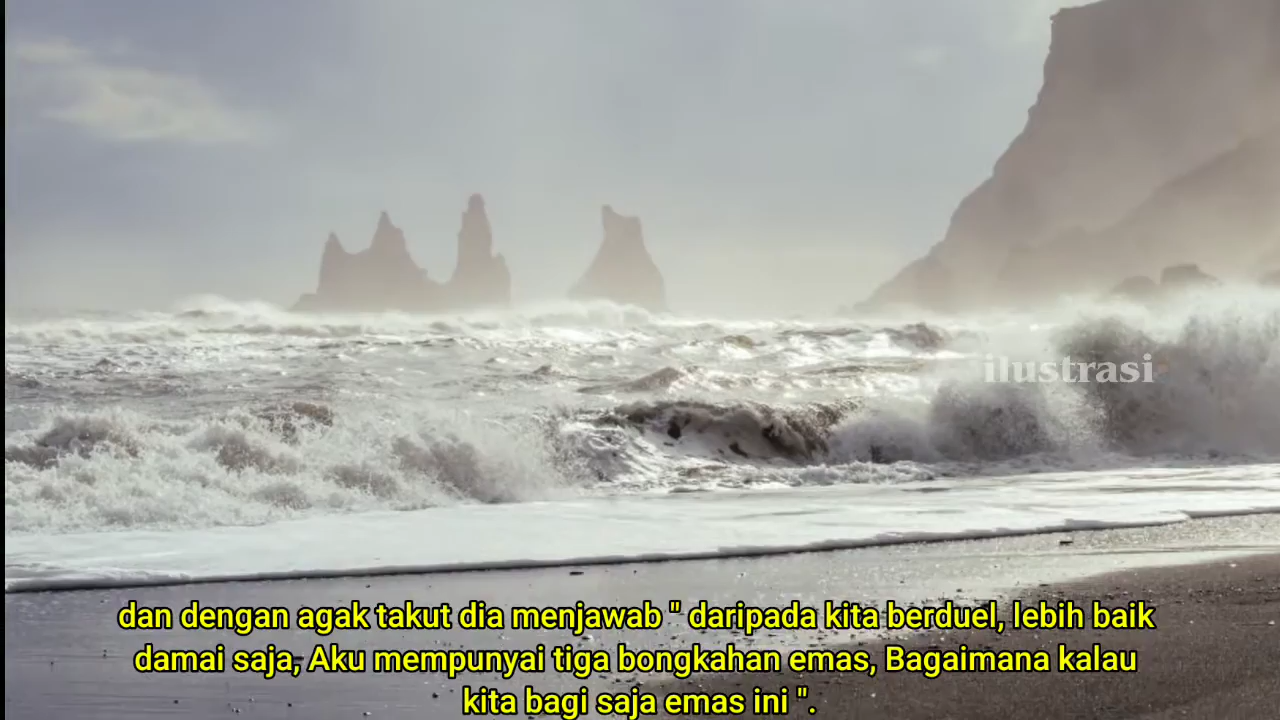 ilustrasi
dan dengan agak takut dia menjawab " daripada kita berduel, lebih baik
damai saja, Aku mempunyai tiga bongkahan emas, Bagaimana kalau
kita bagi saja emas ini ".